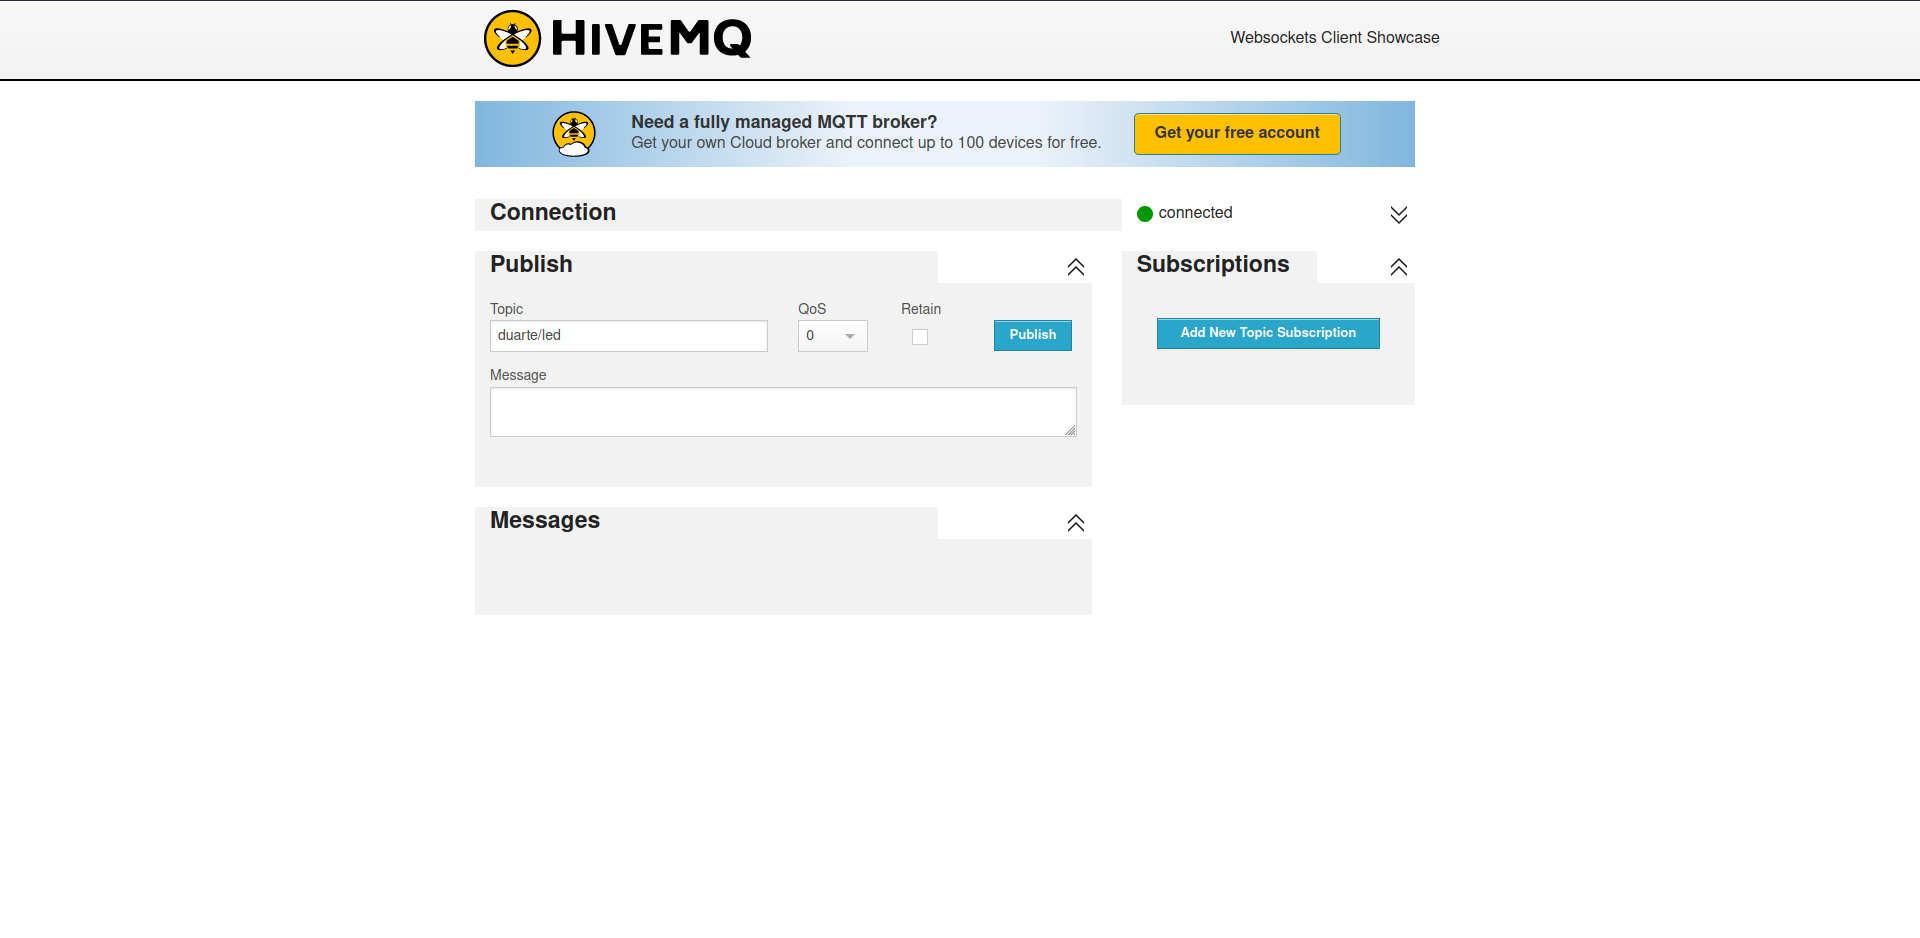 HIVEMQ
Websockets Client Showcase
Need a fully managed MQTT broker?
Get your own Cloud broker and connect up to 100 devices for free.
Get your free account
Connection
connected
Publish
Topic
QoS
Retain
duarte/led
0
Publish
Message
Subscriptions
Add New Topic Subscription
Messages